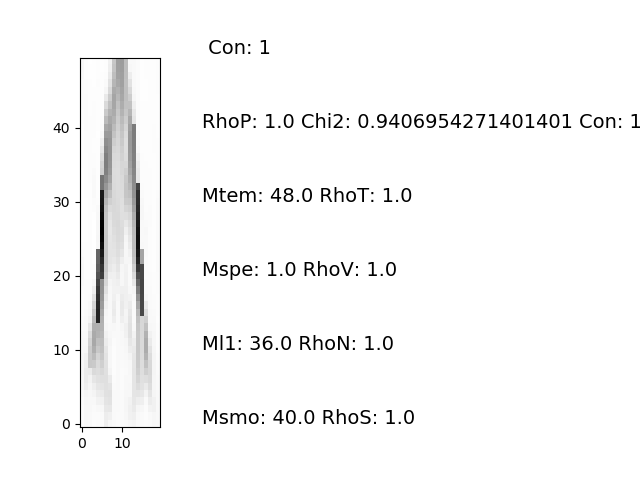 Con: 1
RhoP: 1.0 Chi2: 0.9406954271401401 Con: 1
Mtem: 48.0 RhoT: 1.0
Mspe: 1.0 RhoV: 1.0
Ml1: 36.0 RhoN: 1.0
Msmo: 40.0 RhoS: 1.0
40
30
20
10
0
0 10